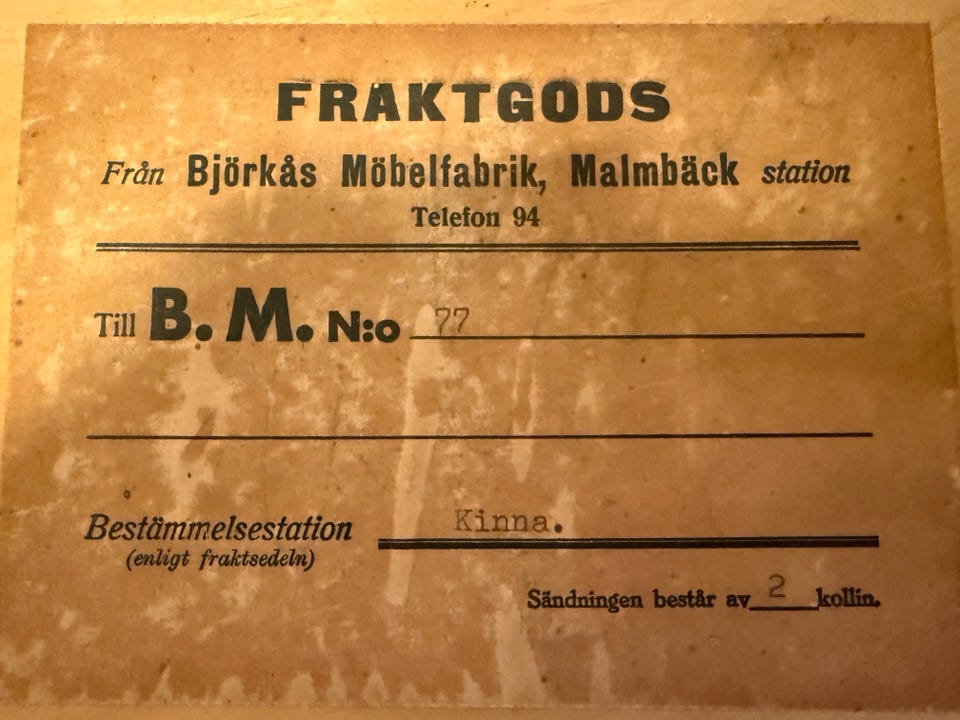 FRAKTGODS
Från Björkås Möbelfabrik, Malmbäck station
Telefon 94
Till B. M. N:o 77
Bestämmelsestation Kinna.
(enligt fraktsedeln)
Sändningen består av 2 kollin.